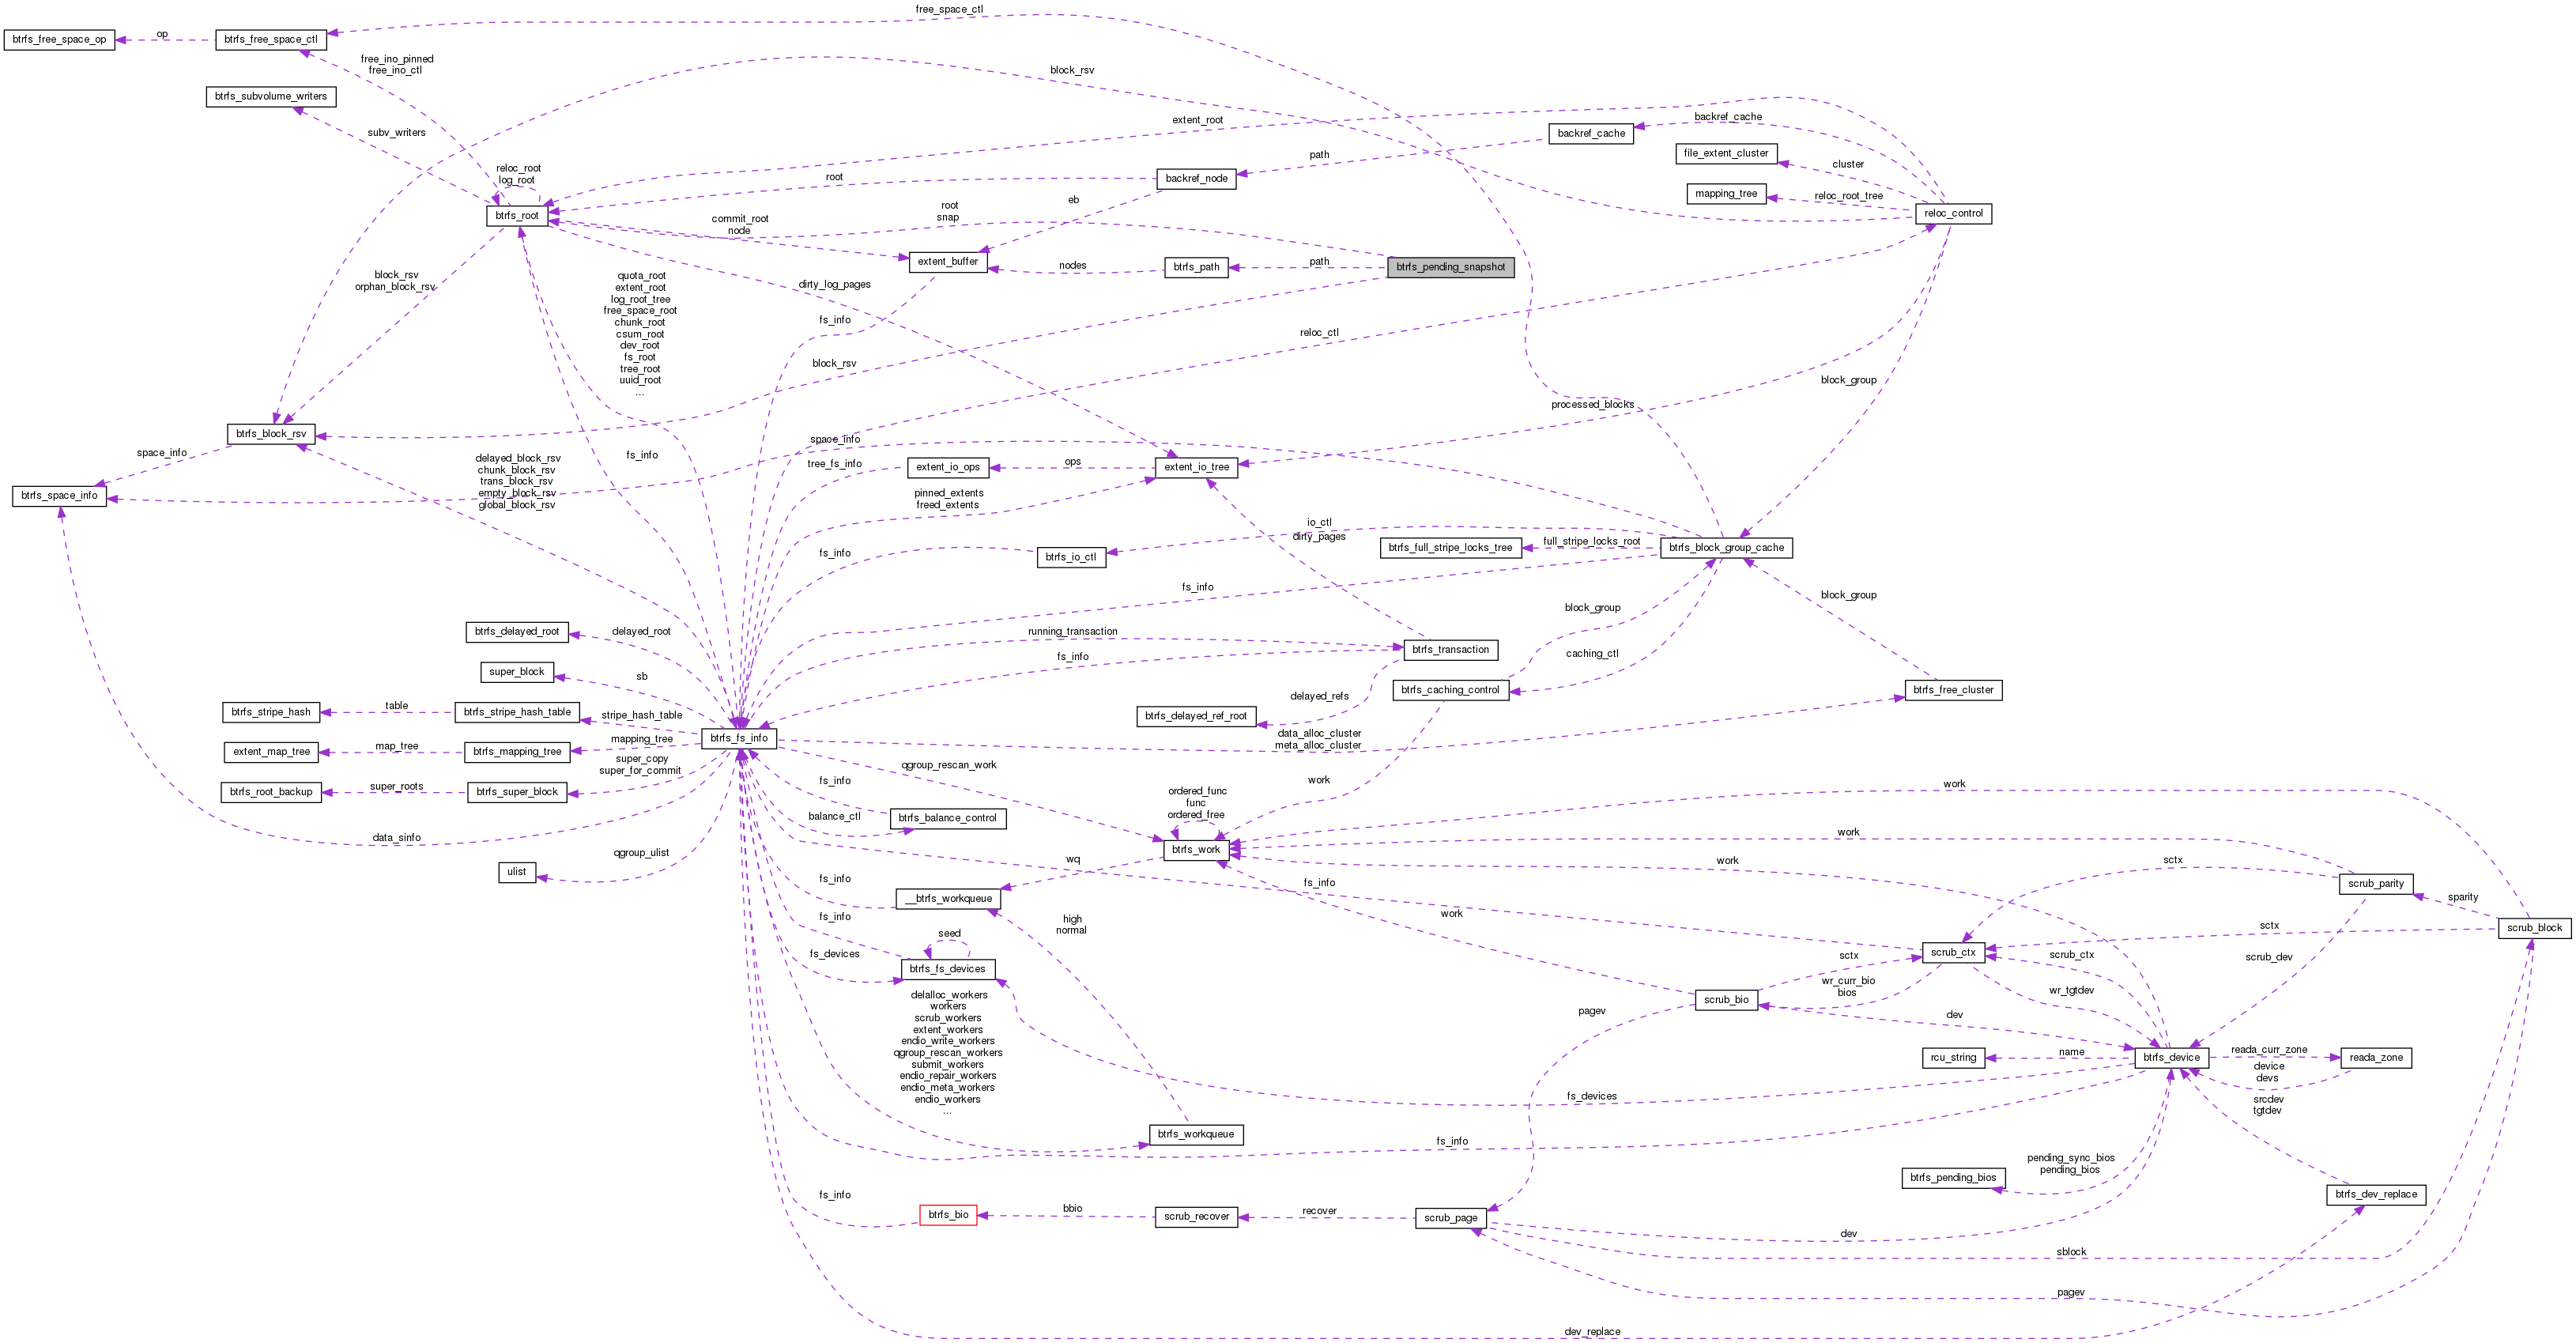 free_space_ctl
btrfs_free_space_op
op
btrfs_free_space_ctl
free_ino_pinned
free_ino_ctl
block_rsv
btrfs_subvolume_writers
subv_writers
extent_root
backref_cache
backref_cache
path
file_extent_cluster
cluster
reloc_root
log_root
root
backref_node
mapping_tree
reloc_root_tree
eb
root
snap
commit_root
node
btrfs_root
reloc_control
extent_buffer
nodes
btrfs_path
path
btrfs_pending_snapshot
quota_root
extent_root
log_root_tree
free_space_root
chunk_root
csum_root
dev_root
fs_root
tree_root
uuid_root
...
block_rsv
orphan_block_rsv
dirty_log_pages
fs_info
reloc_ctl
block_rsv
block_group
processed_blocks
btrfs_block_rsv
space_info
space_info
fs_info
delayed_block_rsv
chunk_block_rsv
trans_block_rsv
empty_block_rsv
global_block_rsv
tree_fs_info
extent_io_ops
ops
extent_io_tree
btrfs_space_info
pinned_extents
freed_extents
io_ctl
dirty_pages
fs_info
btrfs_io_ctl
btrfs_full_stripe_locks_tree
full_stripe_locks_root
btrfs_block_group_cache
fs_info
block_group
block_group
btrfs_delayed_root
delayed_root
running_transaction
btrfs_transaction
fs_info
caching_ctl
super_block
sb
btrfs_caching_control
btrfs_free_cluster
delayed_refs
btrfs_stripe_hash
table
btrfs_stripe_hash_table
stripe_hash_table
btrfs_delayed_ref_root
btrfs_fs_info
data_alloc_cluster
meta_alloc_cluster
extent_map_tree
map_tree
btrfs_mapping_tree
mapping_tree
super_copy
super_for_commit
qgroup_rescan_work
work
fs_info
btrfs_root_backup
super_roots
btrfs_super_block
work
ordered_func
func
ordered_free
balance_ctl
btrfs_balance_control
data_sinfo
work
btrfs_work
qgroup_ulist
wq
work
sctx
ulist
fs_info
fs_info
scrub_parity
__btrfs_workqueue
sparity
work
fs_info
high
normal
seed
sctx
scrub_block
fs_devices
btrfs_fs_devices
sctx
scrub_ctx
scrub_ctx
scrub_dev
wr_curr_bio
bios
wr_tgtdev
delalloc_workers
workers
scrub_workers
extent_workers
endio_write_workers
qgroup_rescan_workers
submit_workers
endio_repair_workers
endio_meta_workers
endio_workers
...
scrub_bio
pagev
dev
rcu_string
name
btrfs_device
reada_curr_zone
reada_zone
device
devs
fs_devices
srcdev
tgtdev
btrfs_workqueue
fs_info
pending_sync_bios
pending_bios
btrfs_pending_bios
btrfs_dev_replace
fs_info
btrfs_bio
bbio
scrub_recover
recover
scrub_page
dev
sblock
pagev
dev_replace